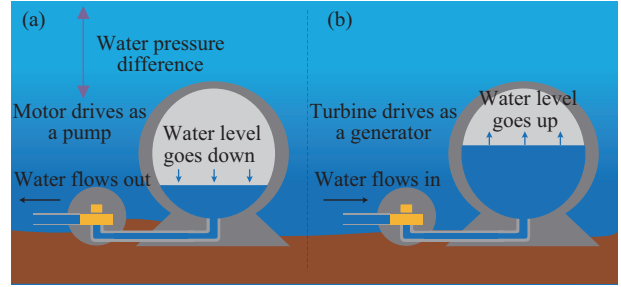 (a)
Water pressure
difference
Motor drives as
a pump
Water level
goes down
Water flows out
(b)
Turbine drives as
a generator
Water level
goes up
Water flows in